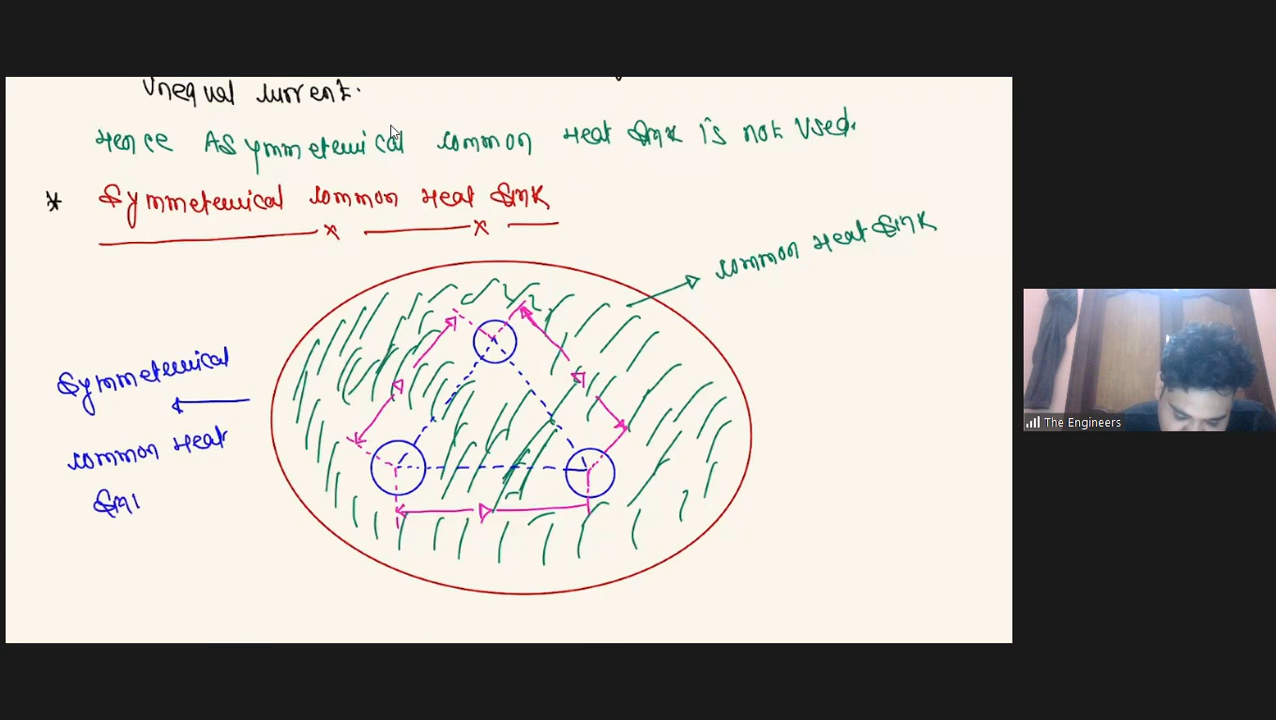 Unequal current.
Hence Asymmeterical common Heat Sink is not used.
* Symmeterical common Heat Sink
common Heat Sink
Symmeterical
common Heat
D
D
D
D
The Engineers